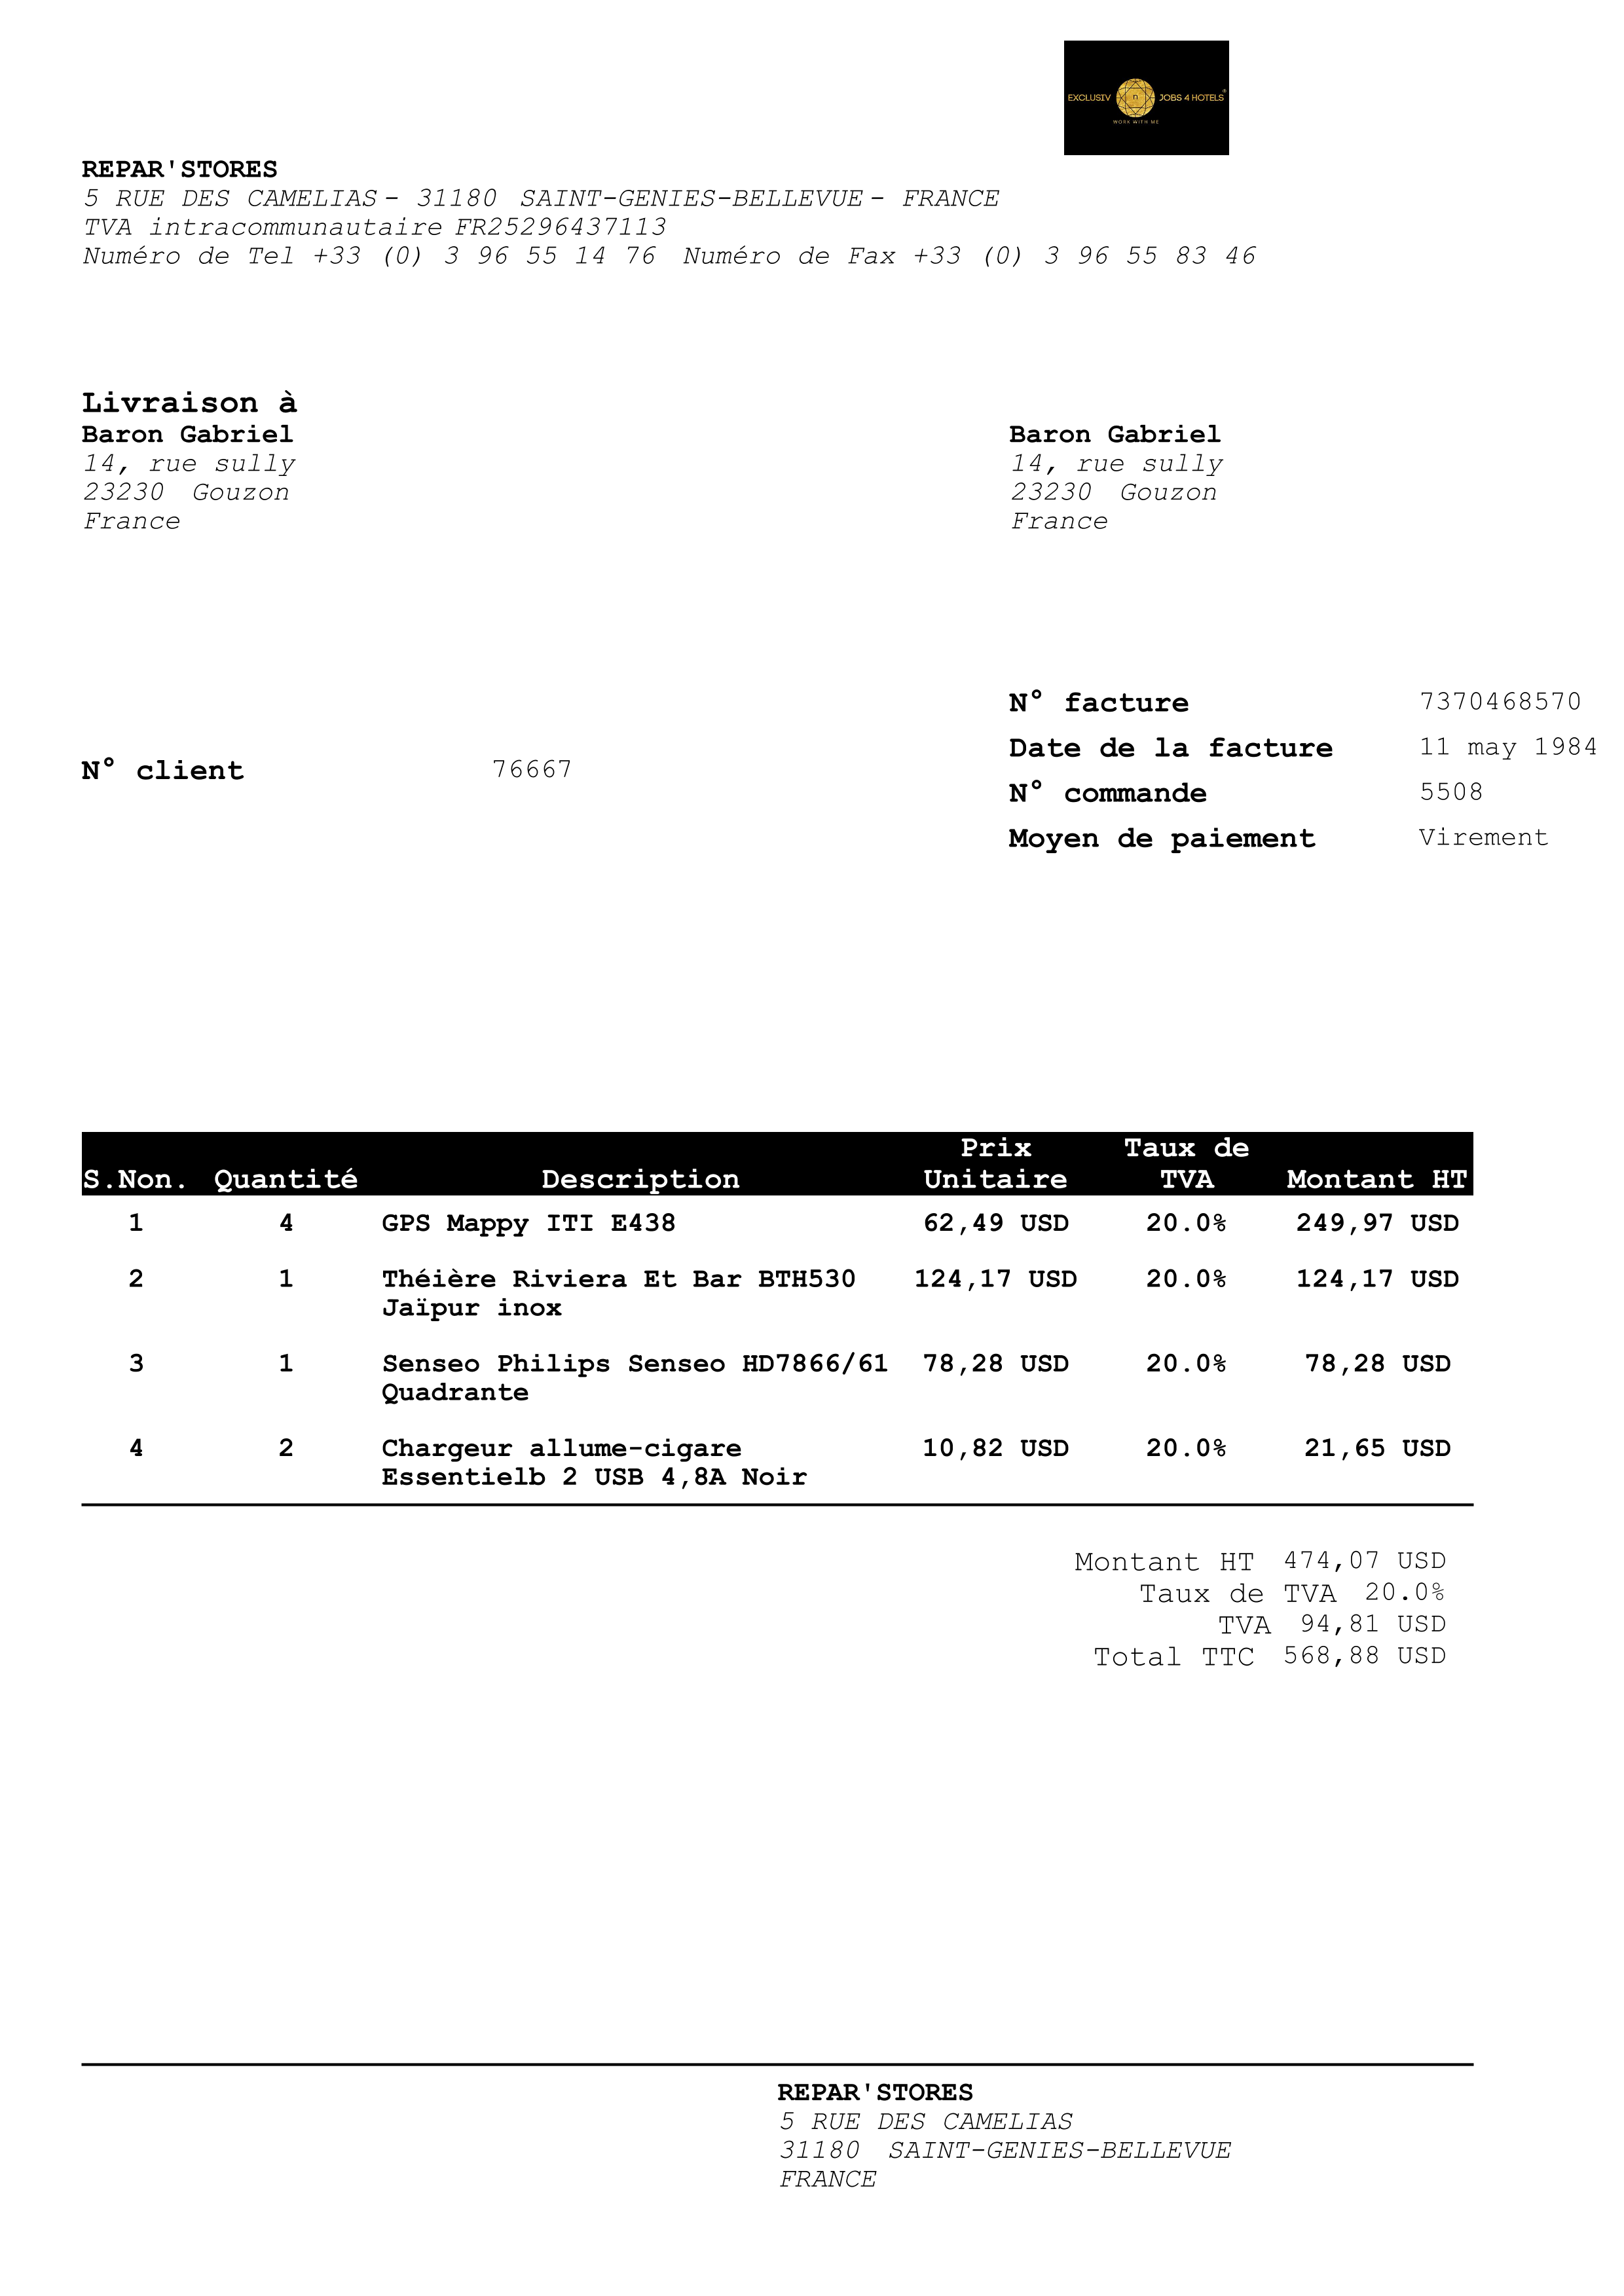 EXCLUSIV n JOBS 4 HOTELS
WORK WITH ME
REPAR'STORES
5 RUE DES CAMELIAS - 31180 SAINT-GENIES-BELLEVUE - FRANCE
TVA intracommunautaire FR25296437113
Numéro de Tel +33 (0) 3 96 55 14 76 Numéro de Fax +33 (0) 3 96 55 83 46
Livraison à
Baron Gabriel
14, rue sully
23230 Gouzon
France
Baron Gabriel
14, rue sully
23230 Gouzon
France
N° client 76667
N° facture 7370468570
Date de la facture 11 may 1984
N° commande 5508
Moyen de paiement Virement
S.Non. Quantité Description Prix Unitaire Taux de TVA Montant HT
1 4 GPS Mappy ITI E438 62,49 USD 20.0% 249,97 USD
2 1 Théière Riviera Et Bar BTH530 124,17 USD 20.0% 124,17 USD
Jaïpur inox
3 1 Senseo Philips Senseo HD7866/61 78,28 USD 20.0% 78,28 USD
Quadrante
4 2 Chargeur allume-cigare 10,82 USD 20.0% 21,65 USD
Essentielb 2 USB 4,8A Noir
Montant HT 474,07 USD
Taux de TVA 20.0%
TVA 94,81 USD
Total TTC 568,88 USD
REPAR'STORES
5 RUE DES CAMELIAS
31180 SAINT-GENIES-BELLEVUE
FRANCE